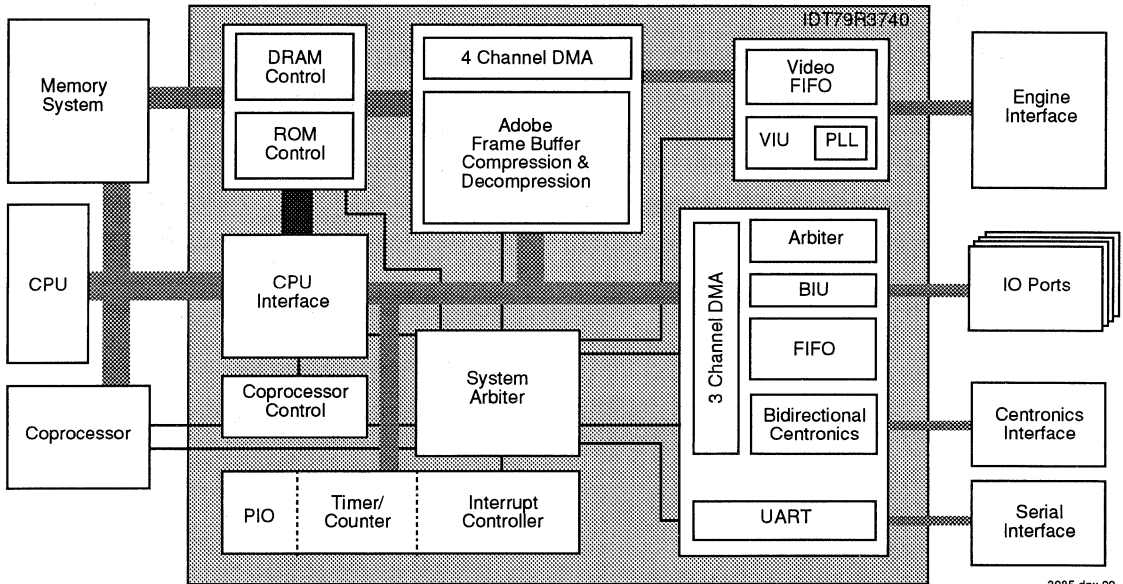 IDT79R3740
Memory
System
DRAM
Control
ROM
Control
4 Channel DMA
Adobe
Frame Buffer
Compression &
Decompression
Video
FIFO
VIU
PLL
Engine
Interface
CPU
CPU
Interface
3 Channel DMA
Arbiter
BIU
FIFO
Bidirectional
Centronics
UART
IO Ports
System
Arbiter
Coprocessor
Control
Coprocessor
PIO
Timer/
Counter
Interrupt
Controller
Centronics
Interface
Serial
Interface